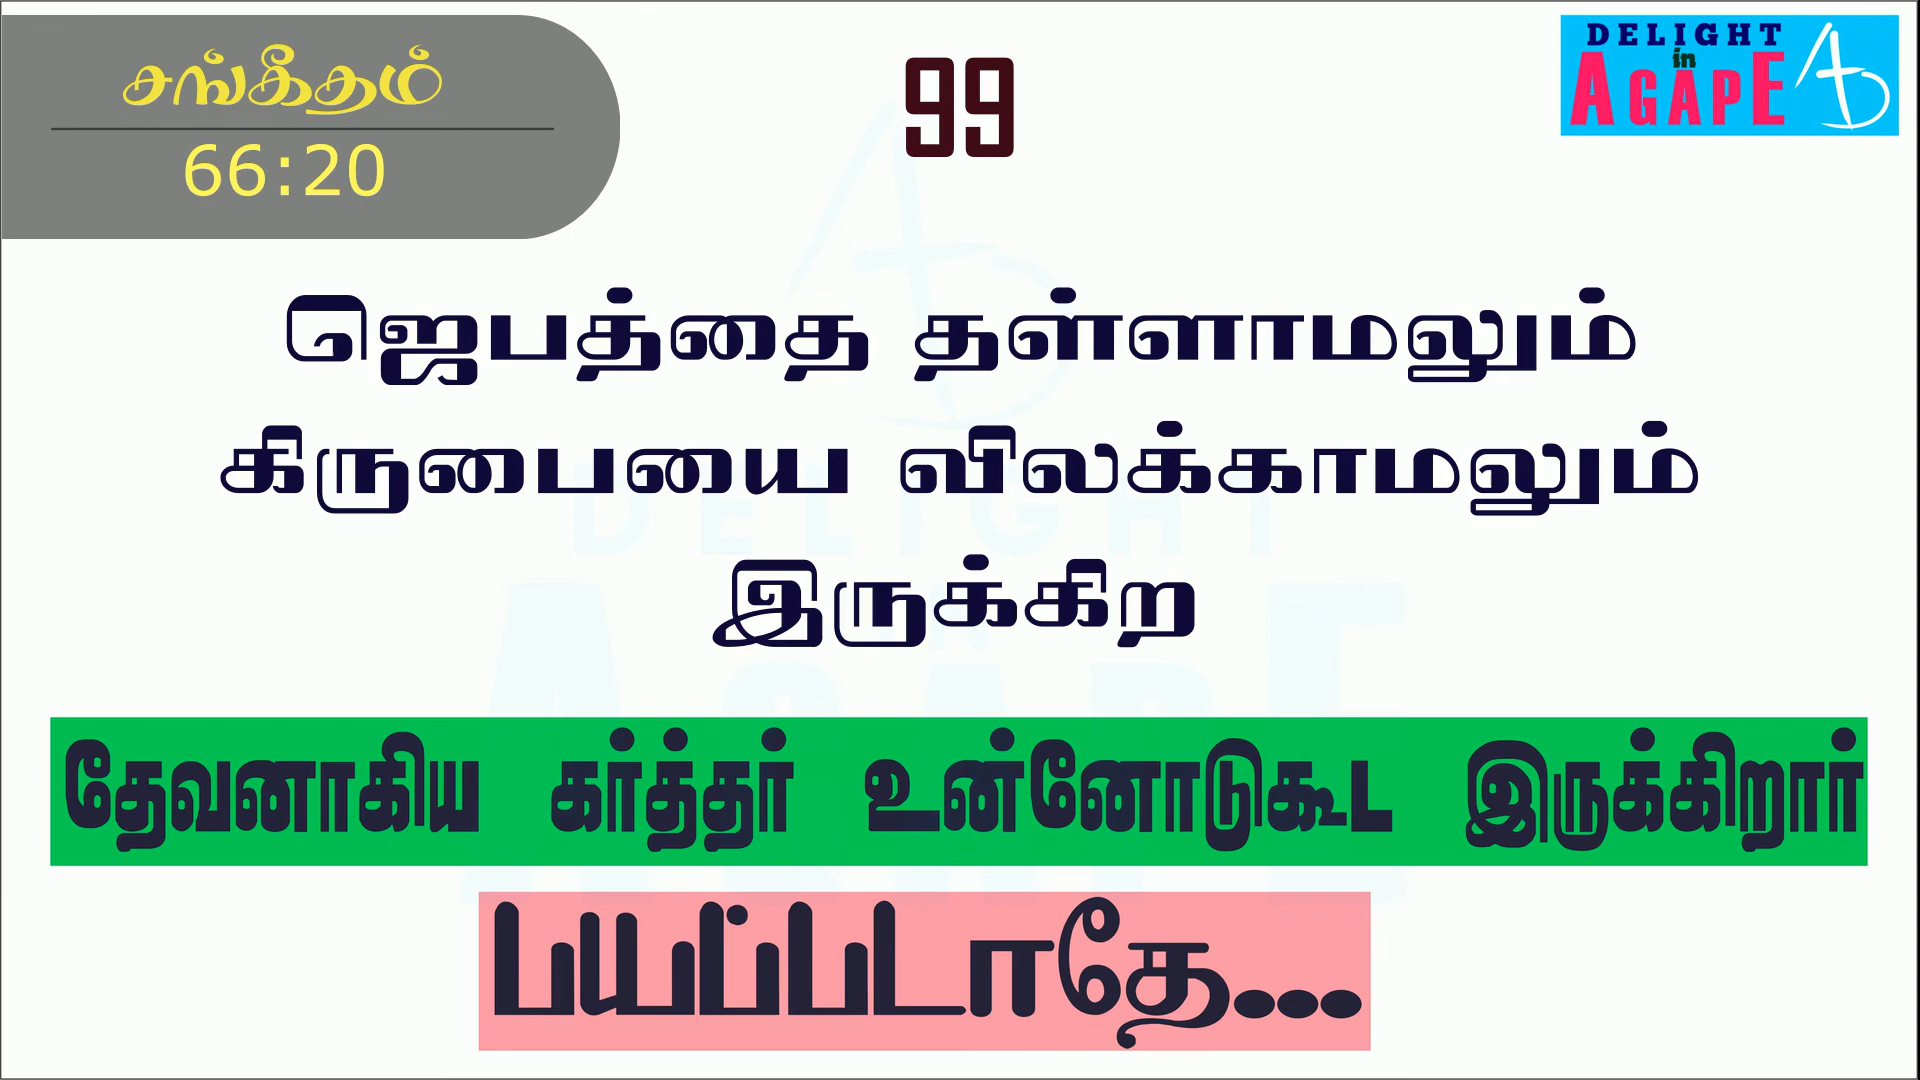 சங்கீதம்
66:20
99
DELIGHT
in
AGAPE
ஜெபத்தை தள்ளாமலும்
கிருபையை விலக்காமலும்
இருக்கிற
தேவனாகிய கர்த்தர் உன்னோடுகூட இருக்கிறார்
பயப்படாதே...